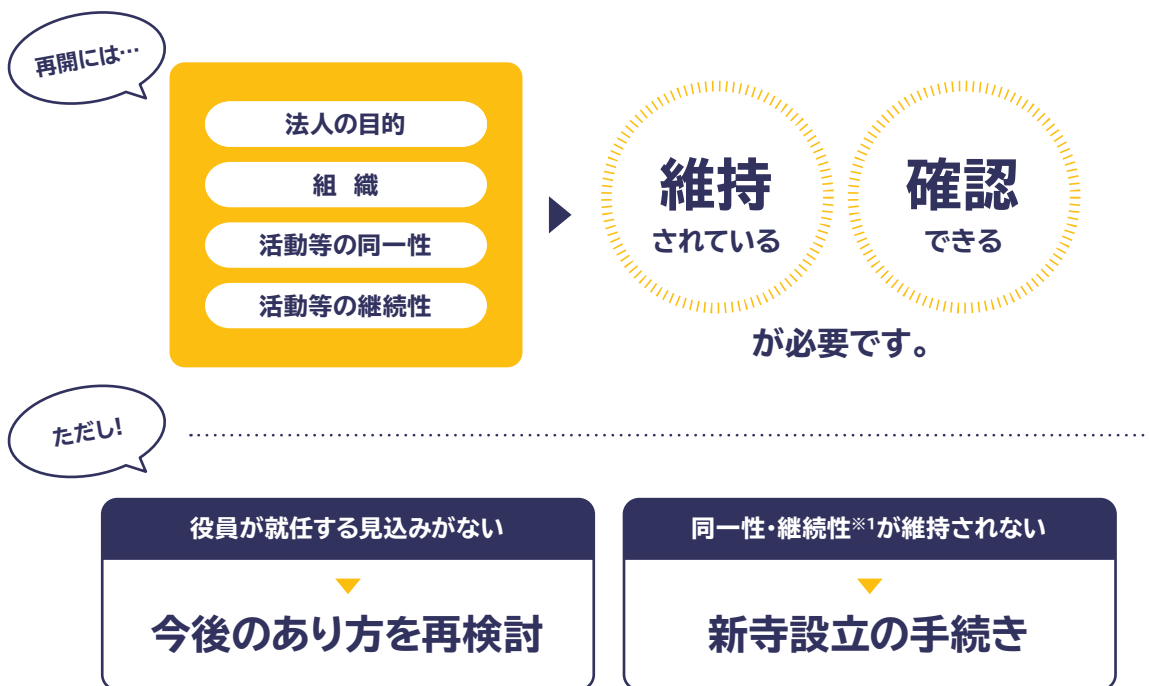 再開には…
法人の目的
組 織
活動等の同一性
活動等の継続性
維持
されている
確認
できる
が必要です。
ただし!
役員が就任する見込みがない
今後のあり方を再検討
同一性・継続性※1が維持されない
新寺設立の手続き